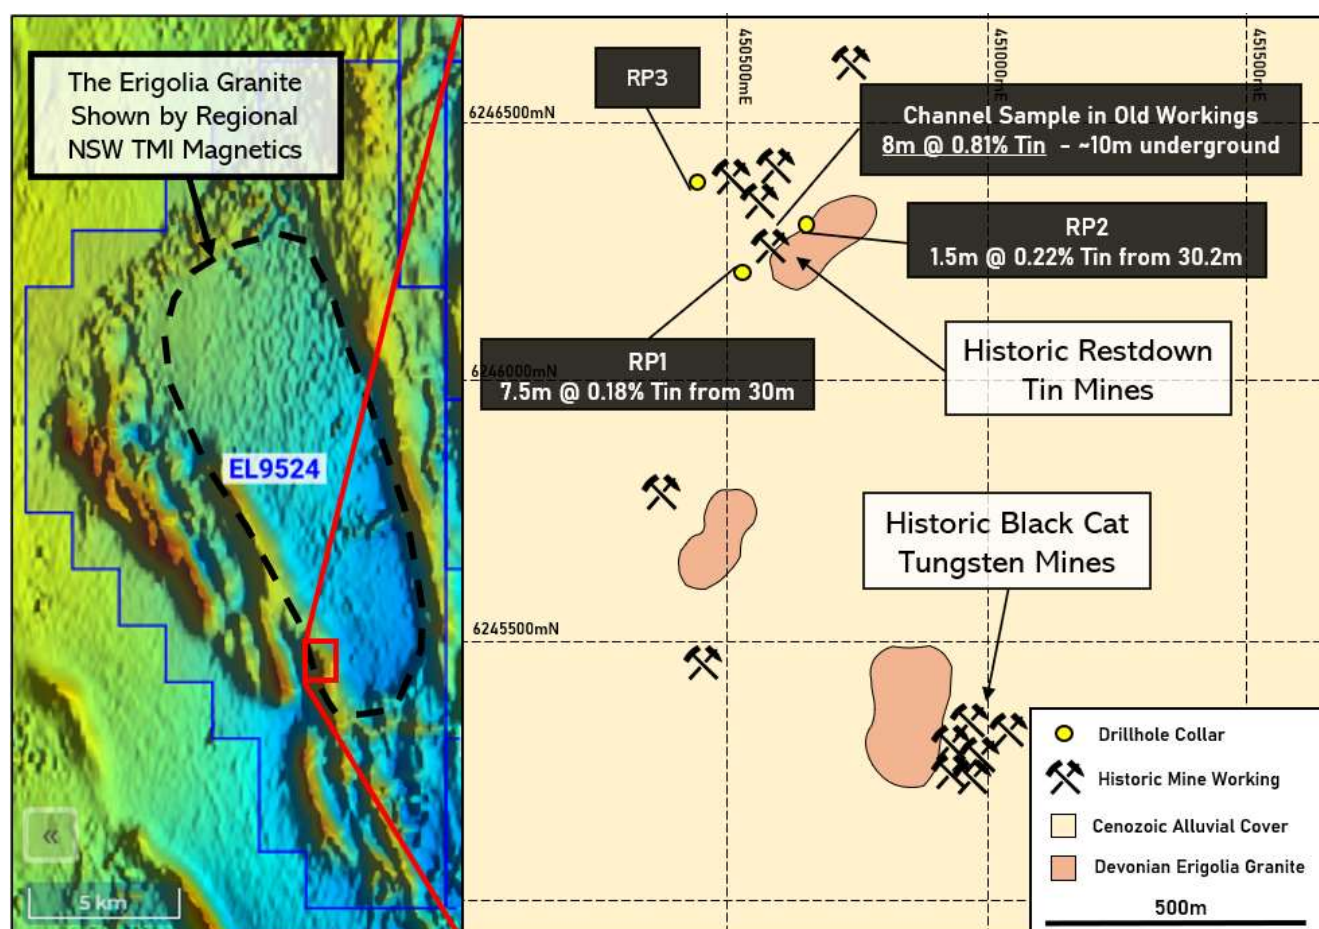 The Erigolia Granite
Shown by Regional
NSW TMI Magnetics
EL9524
«
5 km
RP3
450500mE
451000mE
451500mE
6246500mN
Channel Sample in Old Workings
8m @ 0.81% Tin - ~10m underground
RP2
1.5m @ 0.22% Tin from 30.2m
6246000mN
RP1
7.5m @ 0.18% Tin from 30m
Historic Restdown
Tin Mines
Historic Black Cat
Tungsten Mines
6245500mN
Drillhole Collar
Historic Mine Working
Cenozoic Alluvial Cover
Devonian Erigolia Granite
500m